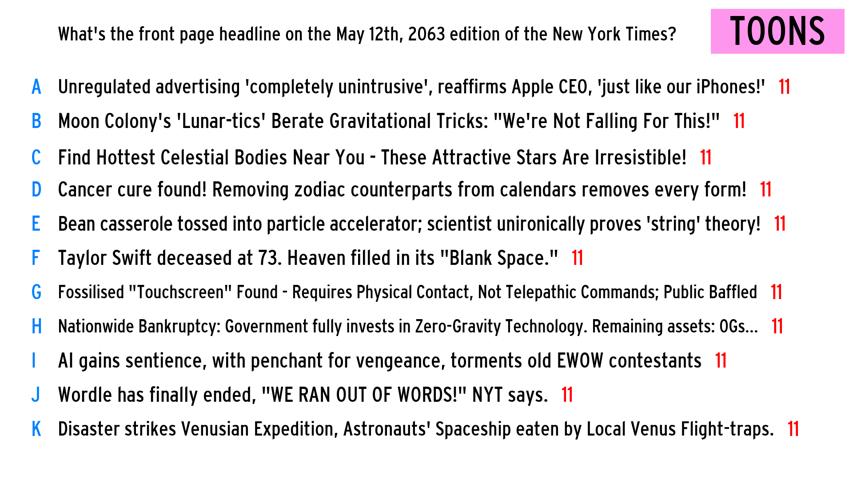 What's the front page headline on the May 12th, 2063 edition of the New York Times?
TOONS
A Unregulated advertising 'completely unintrusive', reaffirms Apple CEO, 'just like our iPhones!' 11
B Moon Colony's 'Lunar-tics' Berate Gravitational Tricks: "We're Not Falling For This!" 11
C Find Hottest Celestial Bodies Near You - These Attractive Stars Are Irresistible! 11
D Cancer cure found! Removing zodiac counterparts from calendars removes every form! 11
E Bean casserole tossed into particle accelerator; scientist unironically proves 'string' theory! 11
F Taylor Swift deceased at 73. Heaven filled in its "Blank Space." 11
G Fossilised "Touchscreen" Found - Requires Physical Contact, Not Telepathic Commands; Public Baffled 11
H Nationwide Bankruptcy: Government fully invests in Zero-Gravity Technology. Remaining assets: OGs... 11
I AI gains sentience, with penchant for vengeance, torments old EWOW contestants 11
J Wordle has finally ended, "WE RAN OUT OF WORDS!" NYT says. 11
K Disaster strikes Venusian Expedition, Astronauts' Spaceship eaten by Local Venus Flight-traps. 11